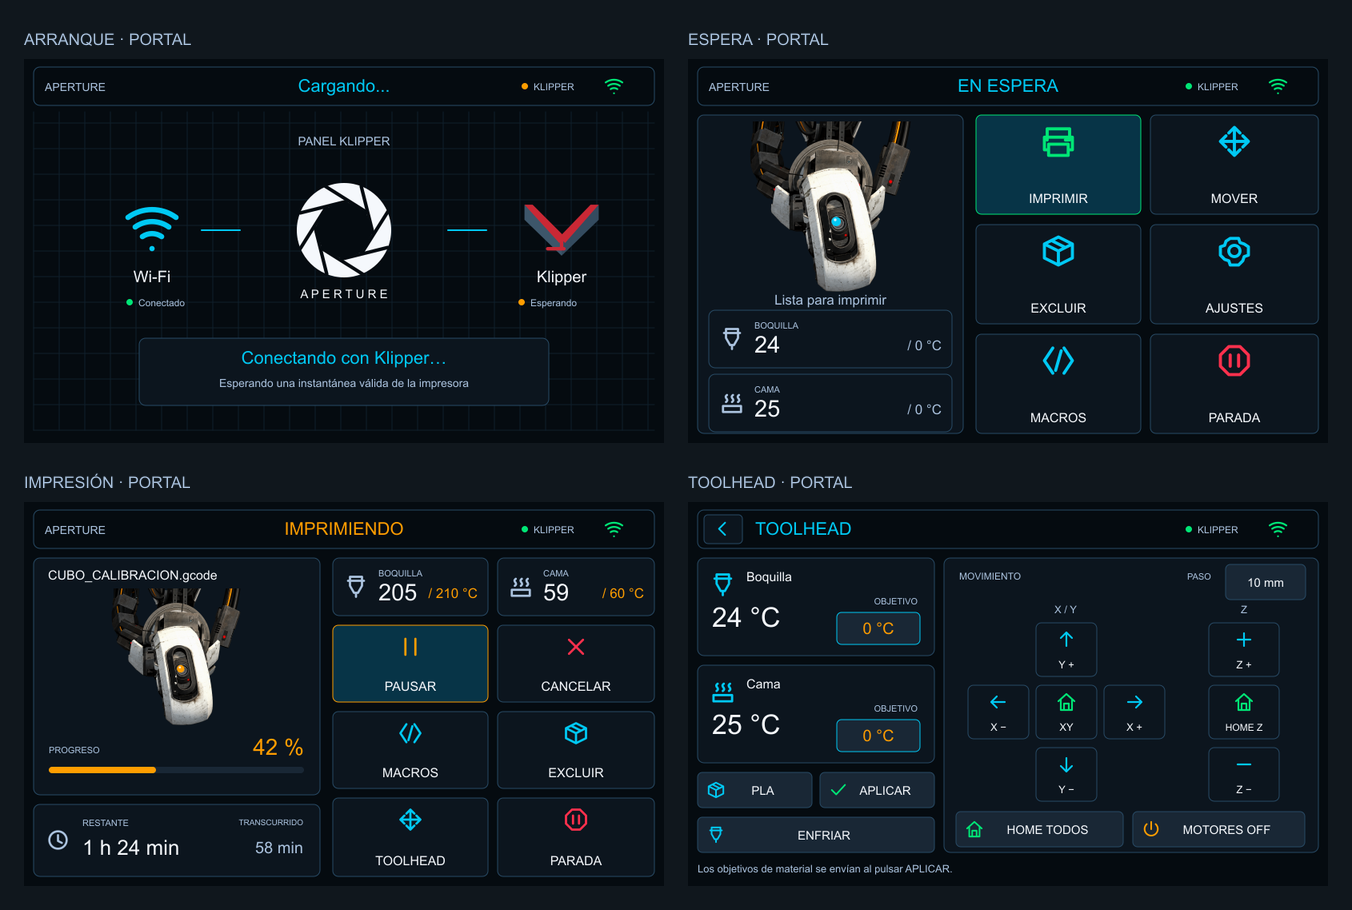 ARRANQUE · PORTAL
APERTURE
Cargando...
KLIPPER
PANEL KLIPPER
Wi-Fi
Conectado
APERTURE
Klipper
Esperando
Conectando con Klipper...
Esperando una instantánea válida de la impresora
ESPERA · PORTAL
APERTURE
EN ESPERA
KLIPPER
Lista para imprimir
BOQUILLA
24
/ 0 °C
CAMA
25
/ 0 °C
IMPRIMIR
MOVER
EXCLUIR
AJUSTES
MACROS
PARADA
IMPRESIÓN · PORTAL
APERTURE
IMPRIMIENDO
KLIPPER
CUBO_CALIBRACION.gcode
PROGRESO
42 %
RESTANTE
1 h 24 min
TRANSCURRIDO
58 min
BOQUILLA
205 / 210 °C
CAMA
59 / 60 °C
PAUSAR
CANCELAR
MACROS
EXCLUIR
TOOLHEAD
PARADA
TOOLHEAD · PORTAL
TOOLHEAD
KLIPPER
Boquilla
24 °C
OBJETIVO
0 °C
Cama
25 °C
OBJETIVO
0 °C
PLA
APLICAR
ENFRIAR
Los objetivos de material se envían al pulsar APLICAR.
MOVIMIENTO
PASO
10 mm
X / Y
Z
Y +
Z +
X −
XY
X +
HOME Z
Y −
Z −
HOME TODOS
MOTORES OFF